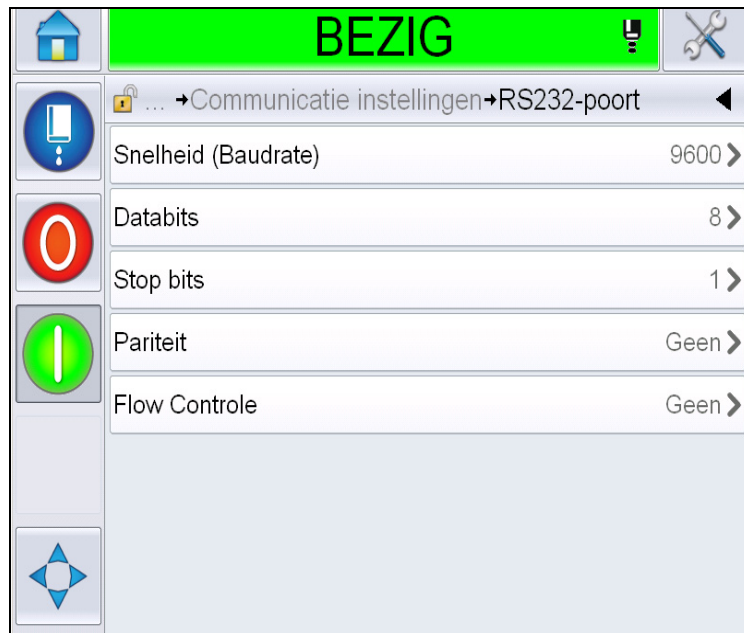 BEZIG
... →Communicatie instellingen→RS232-poort
Snelheid (Baudrate) 9600
Databits 8
Stop bits 1
Pariteit Geen
Flow Controle Geen